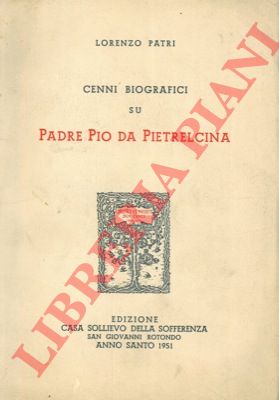 LORENZO PATRI
CENNI BIOGRAFICI
SU
PADRE PIO DA PIETRELCINA
EDIZIONE
CASA SOLLIEVO DELLA SOFFERENZA
SAN GIOVANNI ROTONDO
ANNO SANTO 1951
LIBRERIA PIANI